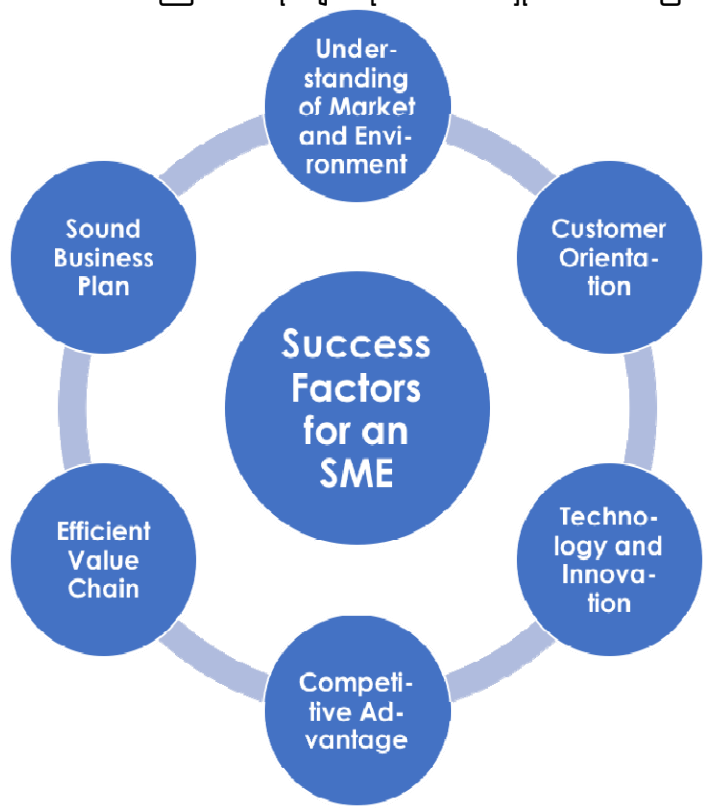 Under-
standing
of Market
and Envi-
ronment
Customer
Orienta-
tion
Techno-
logy and
Innova-
tion
Competi-
tive Ad-
vantage
Efficient
Value
Chain
Sound
Business
Plan
Success
Factors
for an
SME